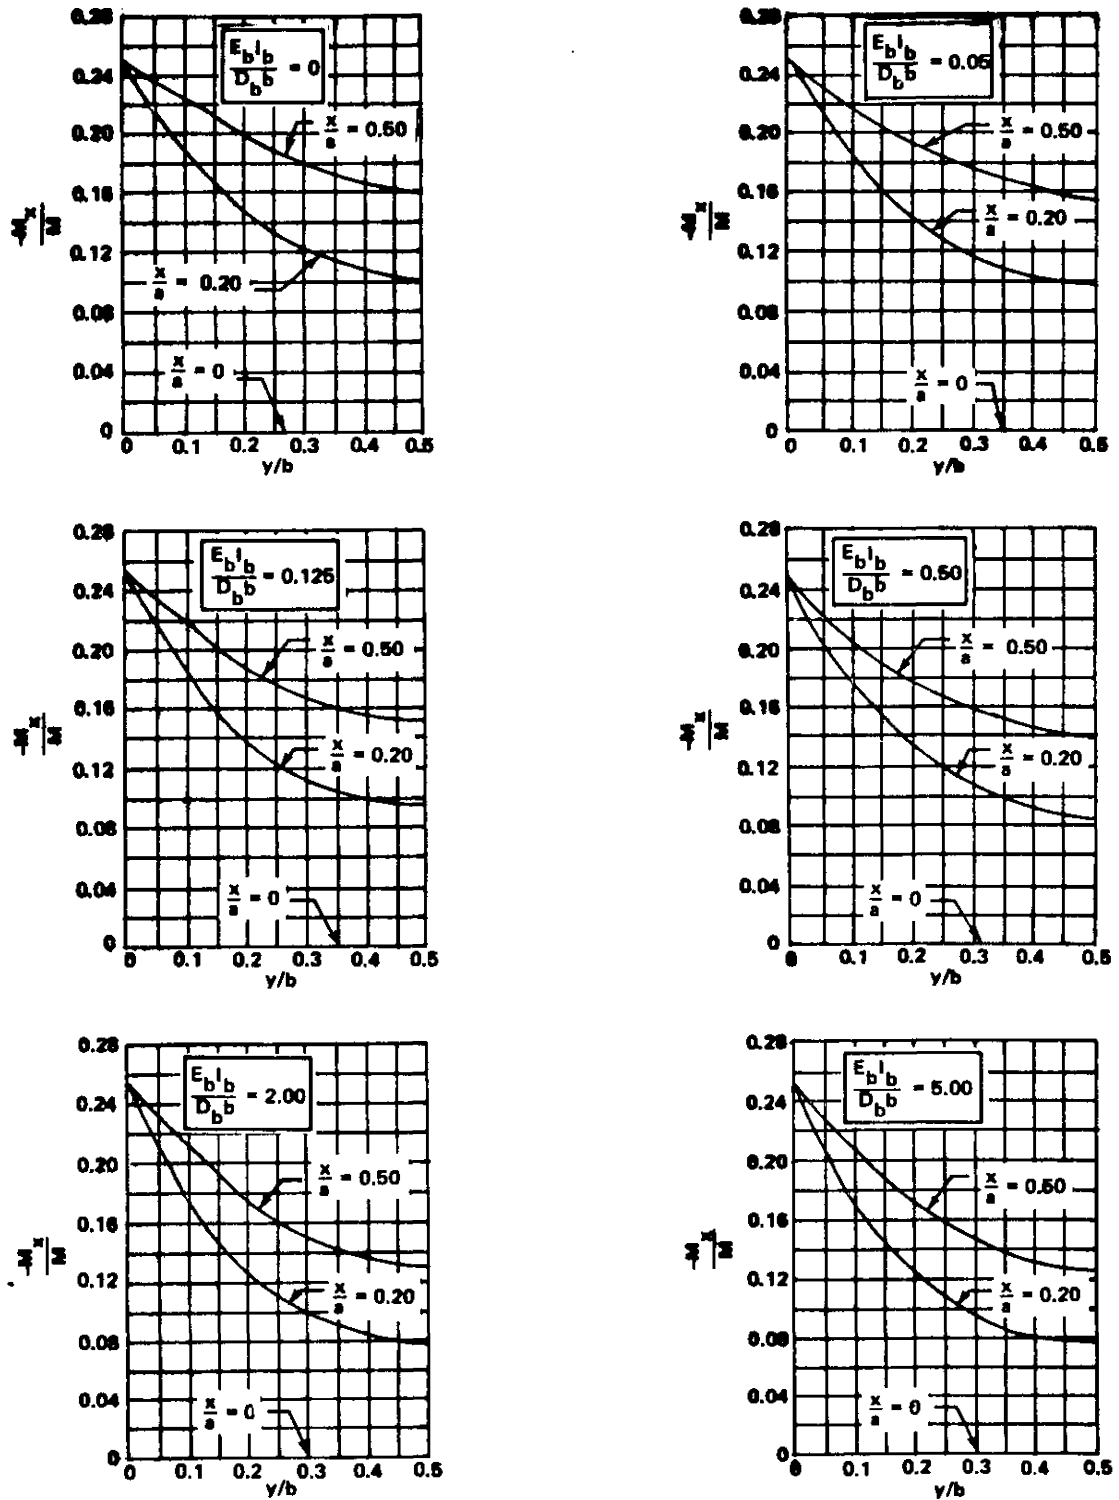 0.28
0.24
0.20
0.16
0.12
0.08
0.04
0
E_b I_b / D_b b = 0
x/a = 0.50
x/a = 0.20
x/a = 0
-M_x / M
0 0.1 0.2 0.3 0.4 0.5
y/b
0.28
0.24
0.20
0.16
0.12
0.08
0.04
0
E_b I_b / D_b b = 0.05
x/a = 0.50
x/a = 0.20
x/a = 0
-M_x / M
0 0.1 0.2 0.3 0.4 0.5
y/b
0.28
0.24
0.20
0.16
0.12
0.08
0.04
0
E_b I_b / D_b b = 0.125
x/a = 0.50
x/a = 0.20
x/a = 0
-M_x / M
0 0.1 0.2 0.3 0.4 0.5
y/b
0.28
0.24
0.20
0.16
0.12
0.08
0.04
0
E_b I_b / D_b b = 0.50
x/a = 0.50
x/a = 0.20
x/a = 0
-M_x / M
0 0.1 0.2 0.3 0.4 0.5
y/b
0.28
0.24
0.20
0.16
0.12
0.08
0.04
0
E_b I_b / D_b b = 2.00
x/a = 0.50
x/a = 0.20
x/a = 0
-M_x / M
0 0.1 0.2 0.3 0.4 0.5
y/b
0.28
0.24
0.20
0.16
0.12
0.08
0.04
0
E_b I_b / D_b b = 5.00
x/a = 0.50
x/a = 0.20
x/a = 0
-M_x / M
0 0.1 0.2 0.3 0.4 0.5
y/b